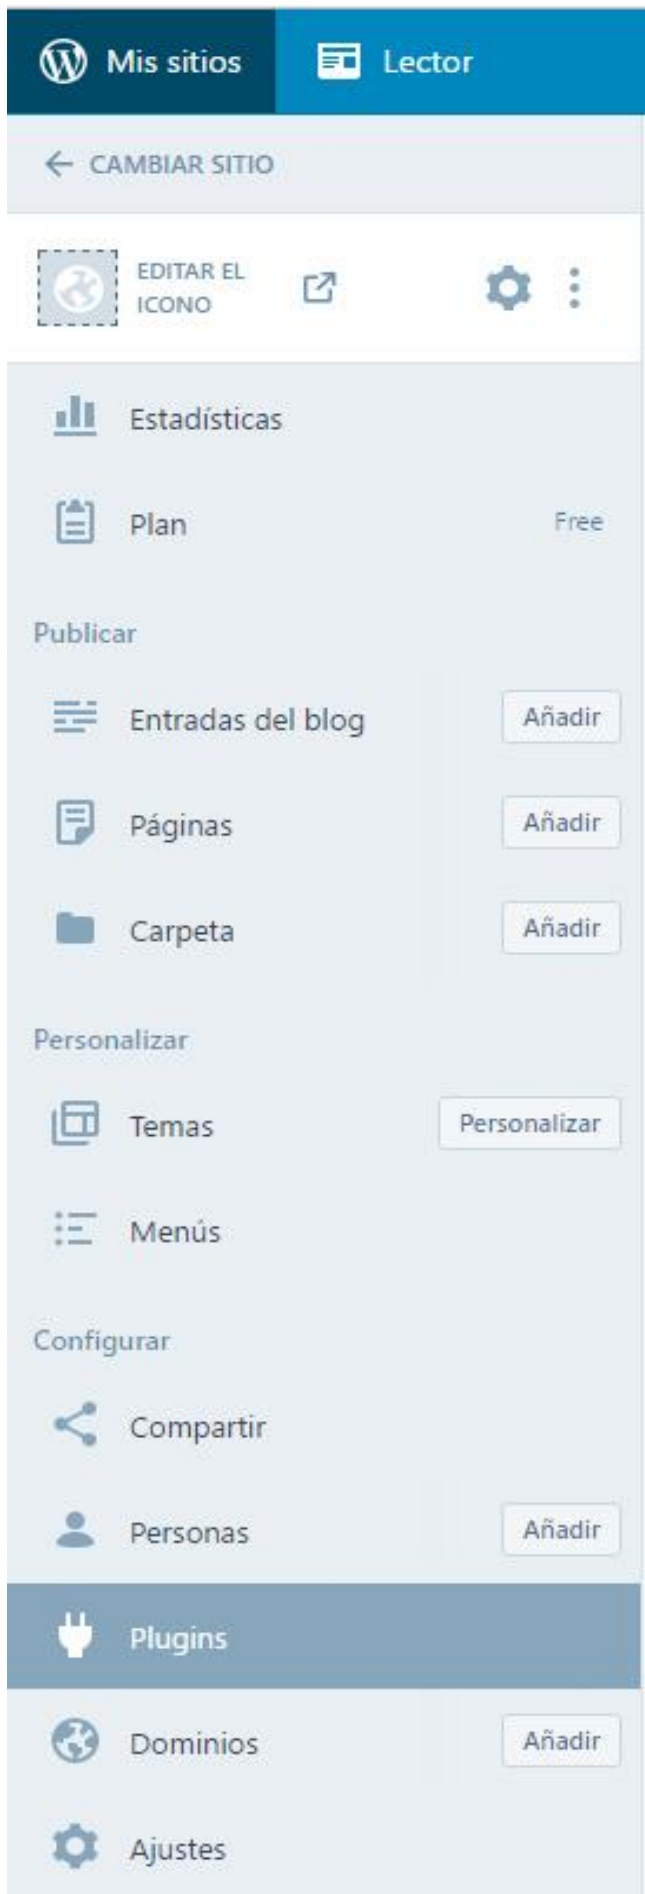 Mis sitios Lector
CAMBIAR SITIO
EDITAR EL
ICONO
Estadísticas
Plan Free
Publicar
Entradas del blog Añadir
Páginas Añadir
Carpeta Añadir
Personalizar
Temas Personalizar
Menús
Configurar
Compartir
Personas Añadir
Plugins
Dominios Añadir
Ajustes